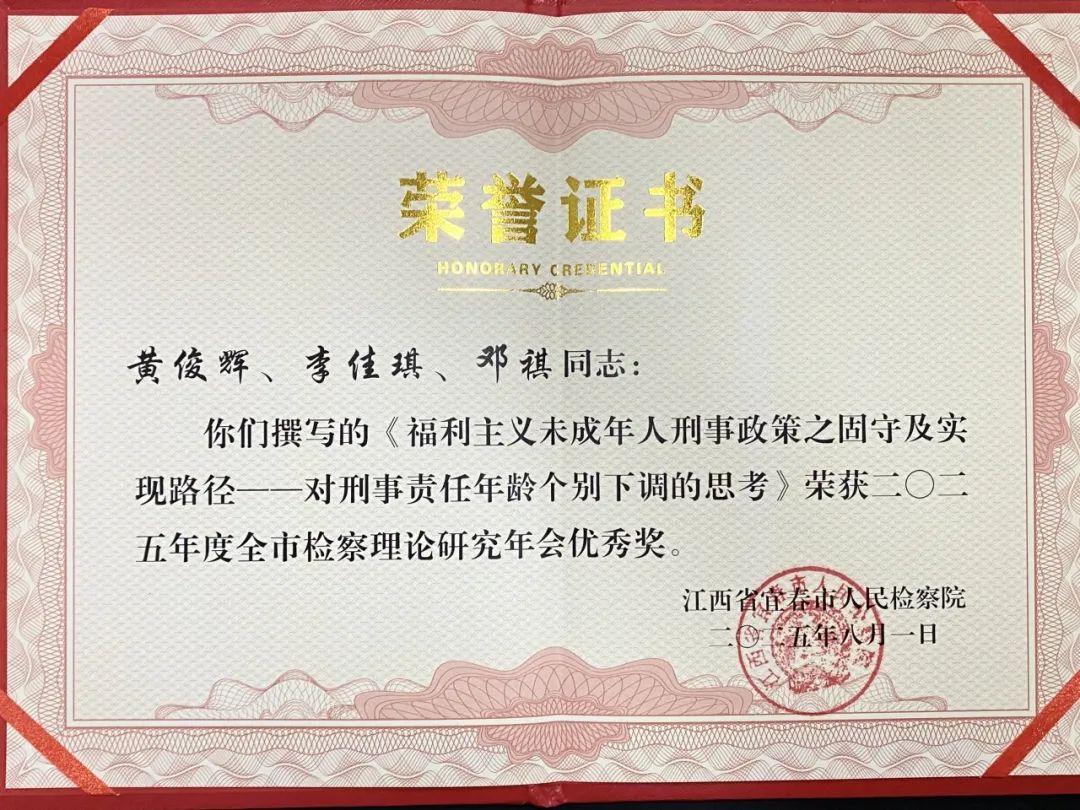 荣誉证书
HONORARY CREDENTIAL
黄俊辉、李佳琪、邓祺同志：
你们撰写的《福利主义未成年人刑事政策之固守及实
现路径——对刑事责任年龄个别下调的思考》荣获二〇二
五年度全市检察理论研究年会优秀奖。
江西省宜春市人民检察院
二〇二五年八月一日